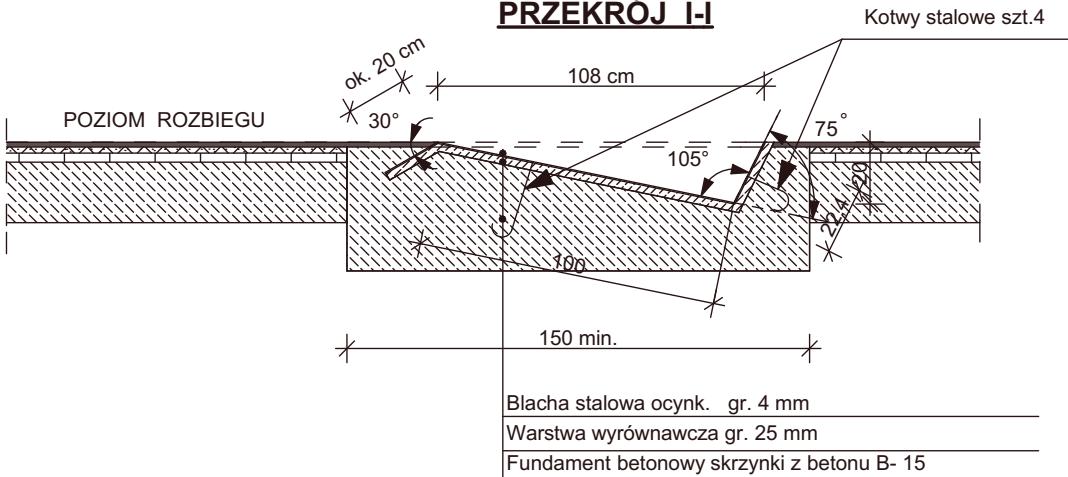 PRZEKRÓJ I-I
Kotwy stalowe szt.4
ok. 20 cm
108 cm
POZIOM ROZBIEGU
30°
75°
105°
20
22,4
100
150 min.
Blacha stalowa ocynk. gr. 4 mm
Warstwa wyrównawcza gr. 25 mm
Fundament betonowy skrzynki z betonu B- 15